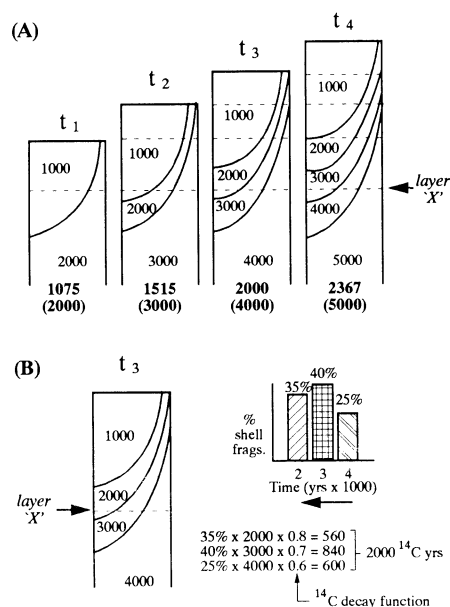 (A)
t 1
t 2
t 3
t 4
1000
2000
1075
(2000)
1000
2000
3000
1515
(3000)
1000
2000
3000
4000
2000
(4000)
1000
2000
3000
4000
5000
2367
(5000)
layer
'X'
(B)
t 3
1000
2000
3000
4000
layer
'X'
35%
40%
25%
%
shell
frags.
2 3 4
Time (yrs x 1000)
35% x 2000 x 0.8 = 560
40% x 3000 x 0.7 = 840
25% x 4000 x 0.6 = 600
2000 ¹⁴C yrs
¹⁴C decay function